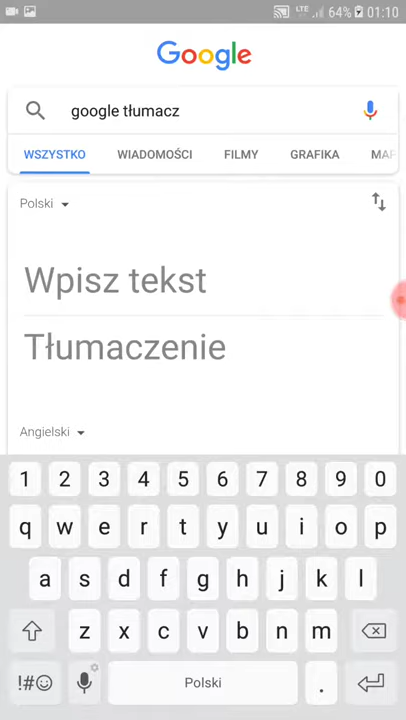 LTE 64% 01:10
Google
google tłumacz
WSZYSTKO WIADOMOŚCI FILMY GRAFIKA MAP
Polski
Wpisz tekst
Tłumaczenie
Angielski
1 2 3 4 5 6 7 8 9 0
q w e r t y u i o p
a s d f g h j k l
z x c v b n m
!#☺ Polski .